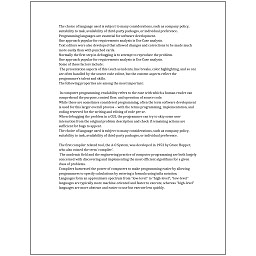 The choice of language used is subject to many considerations, such as company policy,
suitability to task, availability of third-party packages, or individual preference.
Programming languages are essential for software development.
One approach popular for requirements analysis is Use Case analysis.
Text editors were also developed that allowed changes and corrections to be made much
more easily than with punched cards.
Normally the first step in debugging is to attempt to reproduce the problem.
One approach popular for requirements analysis is Use Case analysis.
Some of these factors include:
The presentation aspects of this (such as indents, line breaks, color highlighting, and so on)
are often handled by the source code editor, but the content aspects reflect the
programmer's talent and skills.
The following properties are among the most important:

In computer programming, readability refers to the ease with which a human reader can
comprehend the purpose, control flow, and operation of source code.
While these are sometimes considered programming, often the term software development
is used for this larger overall process – with the terms programming, implementation, and
coding reserved for the writing and editing of code per se.
When debugging the problem in a GUI, the programmer can try to skip some user
interaction from the original problem description and check if remaining actions are
sufficient for bugs to appear.
The choice of language used is subject to many considerations, such as company policy,
suitability to task, availability of third-party packages, or individual preference.

The first compiler related tool, the A-0 System, was developed in 1952 by Grace Hopper,
who also coined the term 'compiler'.
The academic field and the engineering practice of computer programming are both largely
concerned with discovering and implementing the most efficient algorithms for a given
class of problems.
Compilers harnessed the power of computers to make programming easier by allowing
programmers to specify calculations by entering a formula using infix notation.
Languages form an approximate spectrum from "low-level" to "high-level"; "low-level"
languages are typically more machine-oriented and faster to execute, whereas "high-level"
languages are more abstract and easier to use but execute less quickly.